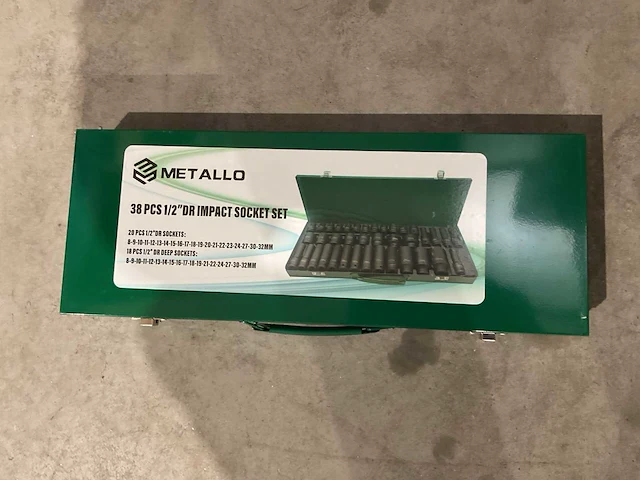 METALLO
38 PCS 1/2"DR IMPACT SOCKET SET
20 PCS 1/2"DR SOCKETS:
8-9-10-11-12-13-14-15-16-17-18-19-20-21-22-23-24-27-30-32MM
18 PCS 1/2"DR DEEP SOCKETS:
8-9-10-11-12-13-14-15-16-17-18-19-21-22-24-27-30-32MM